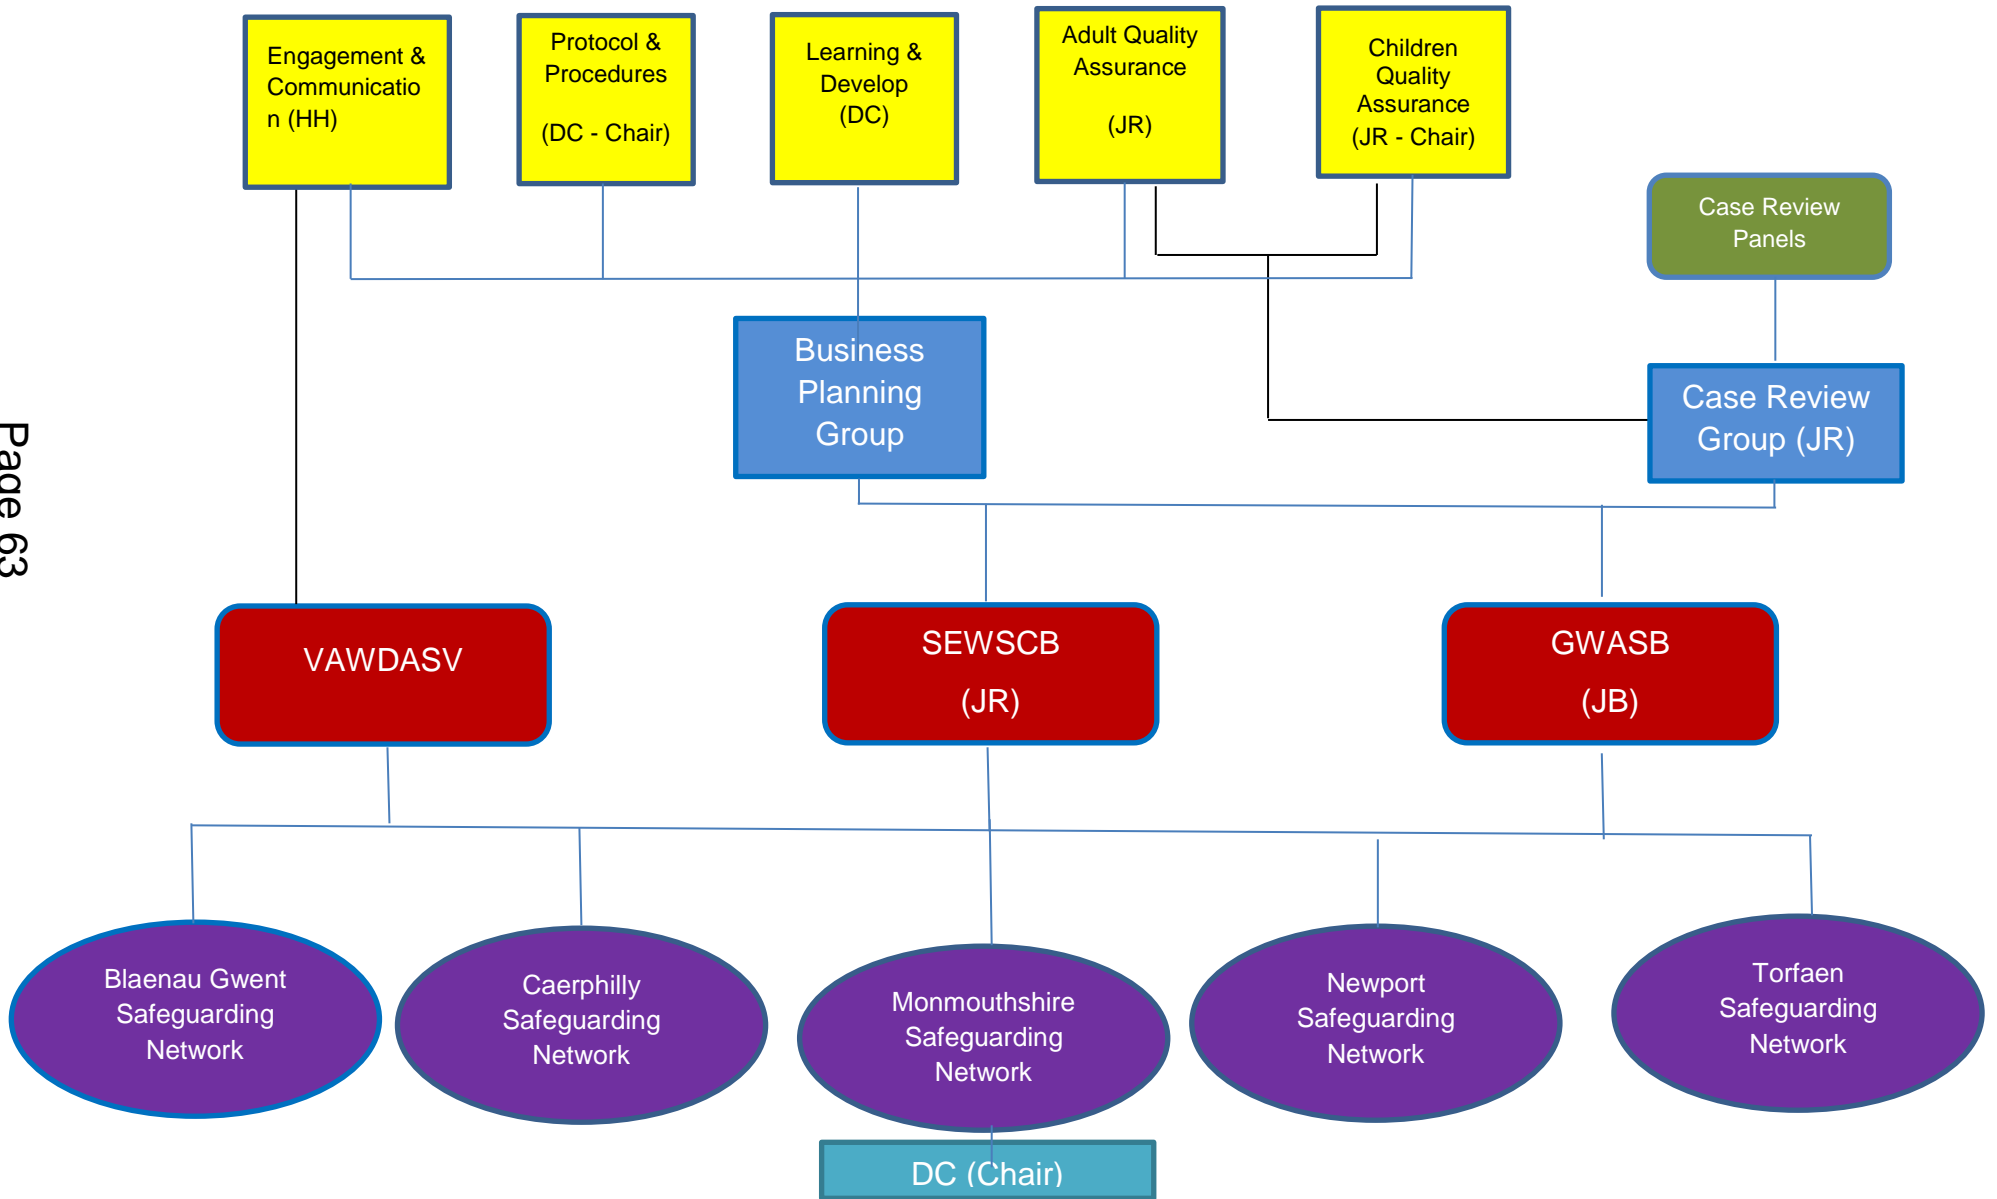 Engagement &
Communicatio
n (HH)
Protocol &
Procedures
(DC - Chair)
Learning &
Develop
(DC)
Adult Quality
Assurance
(JR)
Children
Quality
Assurance
(JR - Chair)
Case Review
Panels
Business
Planning
Group
Case Review
Group (JR)
Page 63
VAWDASV
SEWSCB
(JR)
GWASB
(JB)
Blaenau Gwent
Safeguarding
Network
Caerphilly
Safeguarding
Network
Monmouthshire
Safeguarding
Network
Newport
Safeguarding
Network
Torfaen
Safeguarding
Network
DC (Chair)